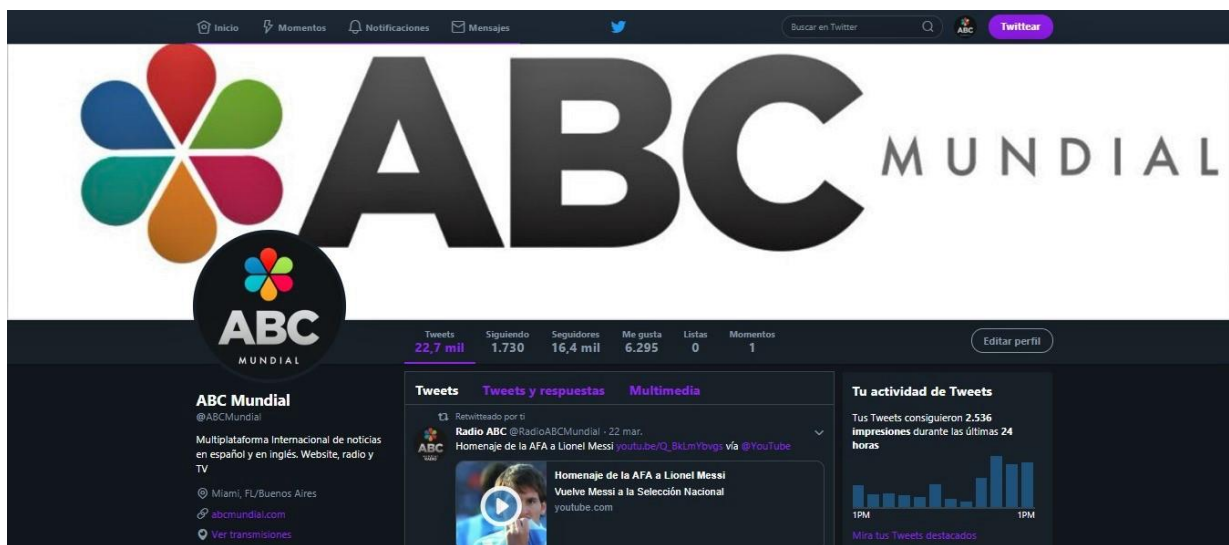 Inicio
Momentos
Notificaciones
Mensajes
Buscar en Twitter
ABC
Twittear
ABC MUNDIAL
ABC
MUNDIAL
Tweets
22,7 mil
Siguiendo
1.730
Seguidores
16,4 mil
Me gusta
6.295
Listas
0
Momentos
1
Editar perfil
ABC Mundial
@ABCMundial
Multiplataforma Internacional de noticias
en español y en inglés. Website, radio y
TV
Miami, FL/Buenos Aires
abcmundial.com
Ver transmisiones
Tweets Tweets y respuestas Multimedia
Retwitteado por ti
ABC
Radio ABC @RadioABCMundial · 22 mar.
Homenaje de la AFA a Lionel Messi youtu.be/Q_BkLmYbvgs vía @YouTube
Homenaje de la AFA a Lionel Messi
Vuelve Messi a la Selección Nacional
youtube.com
Tu actividad de Tweets
Tus Tweets consiguieron 2.536
impresiones durante las últimas 24
horas
1PM 1PM
Mira tus Tweets destacados